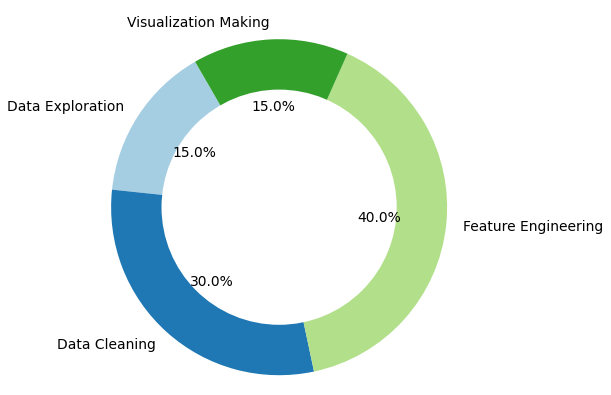 Visualization Making
Data Exploration
15.0%
15.0%
40.0%
Feature Engineering
30.0%
Data Cleaning